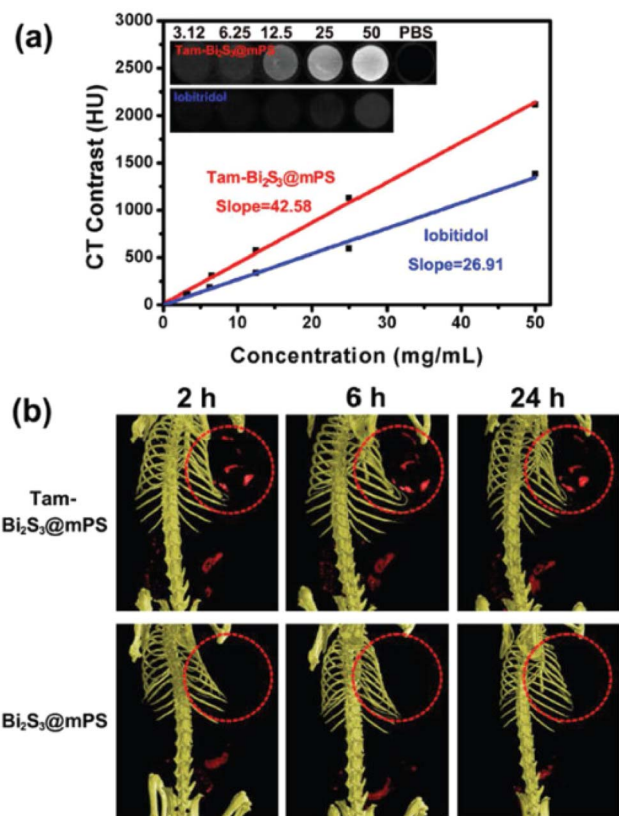 (a)
3.12 6.25 12.5 25 50 PBS
Tam-Bi₂S₃@mPS
Iobitridol
3000
2500
2000
1500
1000
500
0
CT Contrast (HU)
Tam-Bi₂S₃@mPS
Slope=42.58
Iobitidol
Slope=26.91
0 10 20 30 40 50
Concentration (mg/mL)
(b)
2 h 6 h 24 h
Tam-
Bi₂S₃@mPS
Bi₂S₃@mPS